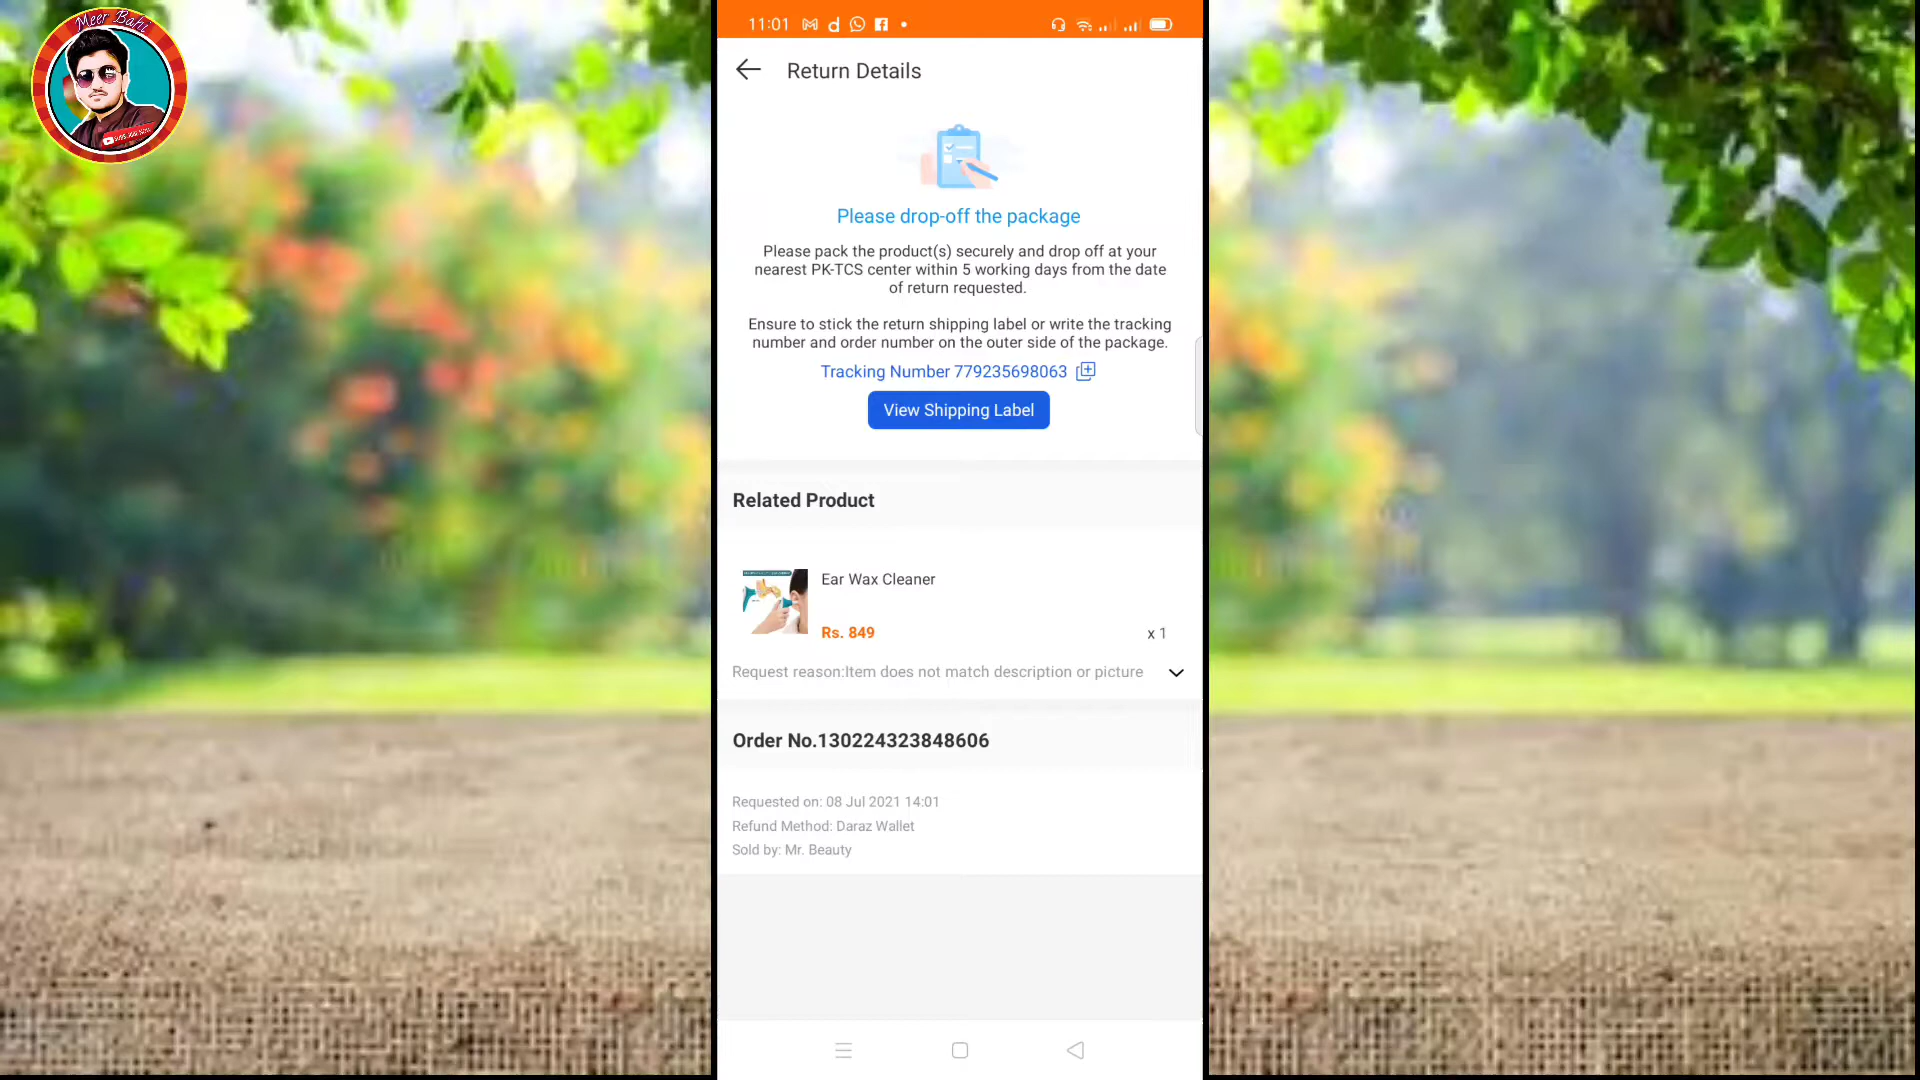 Meer Bahi
11:01
Return Details
Please drop-off the package
Please pack the product(s) securely and drop off at your
nearest PK-TCS center within 5 working days from the date
of return requested.
Ensure to stick the return shipping label or write the tracking
number and order number on the outer side of the package.
Tracking Number 779235698063
View Shipping Label
Related Product
Ear Wax Cleaner
Rs. 849
x 1
Request reason:Item does not match description or picture
Order No.130224323848606
Requested on: 08 Jul 2021 14:01
Refund Method: Daraz Wallet
Sold by: Mr. Beauty